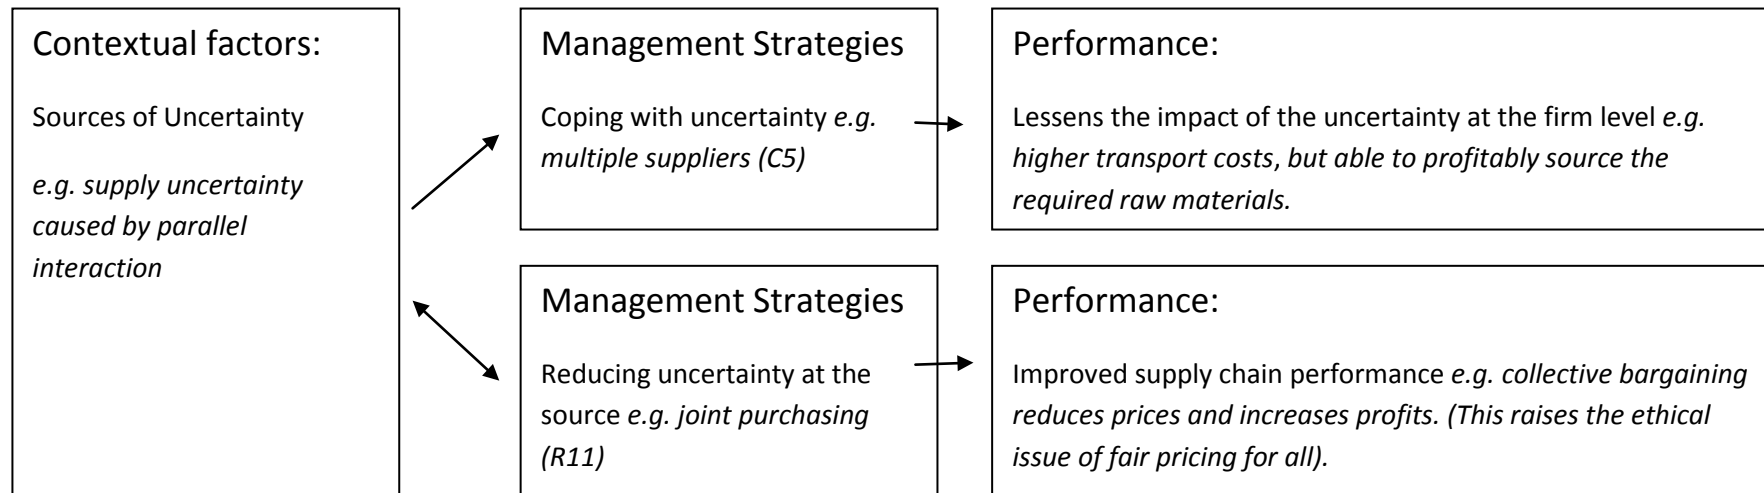 Contextual factors:
Sources of Uncertainty
e.g. supply uncertainty
caused by parallel
interaction
Management Strategies
Coping with uncertainty e.g.
multiple suppliers (C5)
Performance:
Lessens the impact of the uncertainty at the firm level e.g.
higher transport costs, but able to profitably source the
required raw materials.
Management Strategies
Reducing uncertainty at the
source e.g. joint purchasing
(R11)
Performance:
Improved supply chain performance e.g. collective bargaining
reduces prices and increases profits. (This raises the ethical
issue of fair pricing for all).